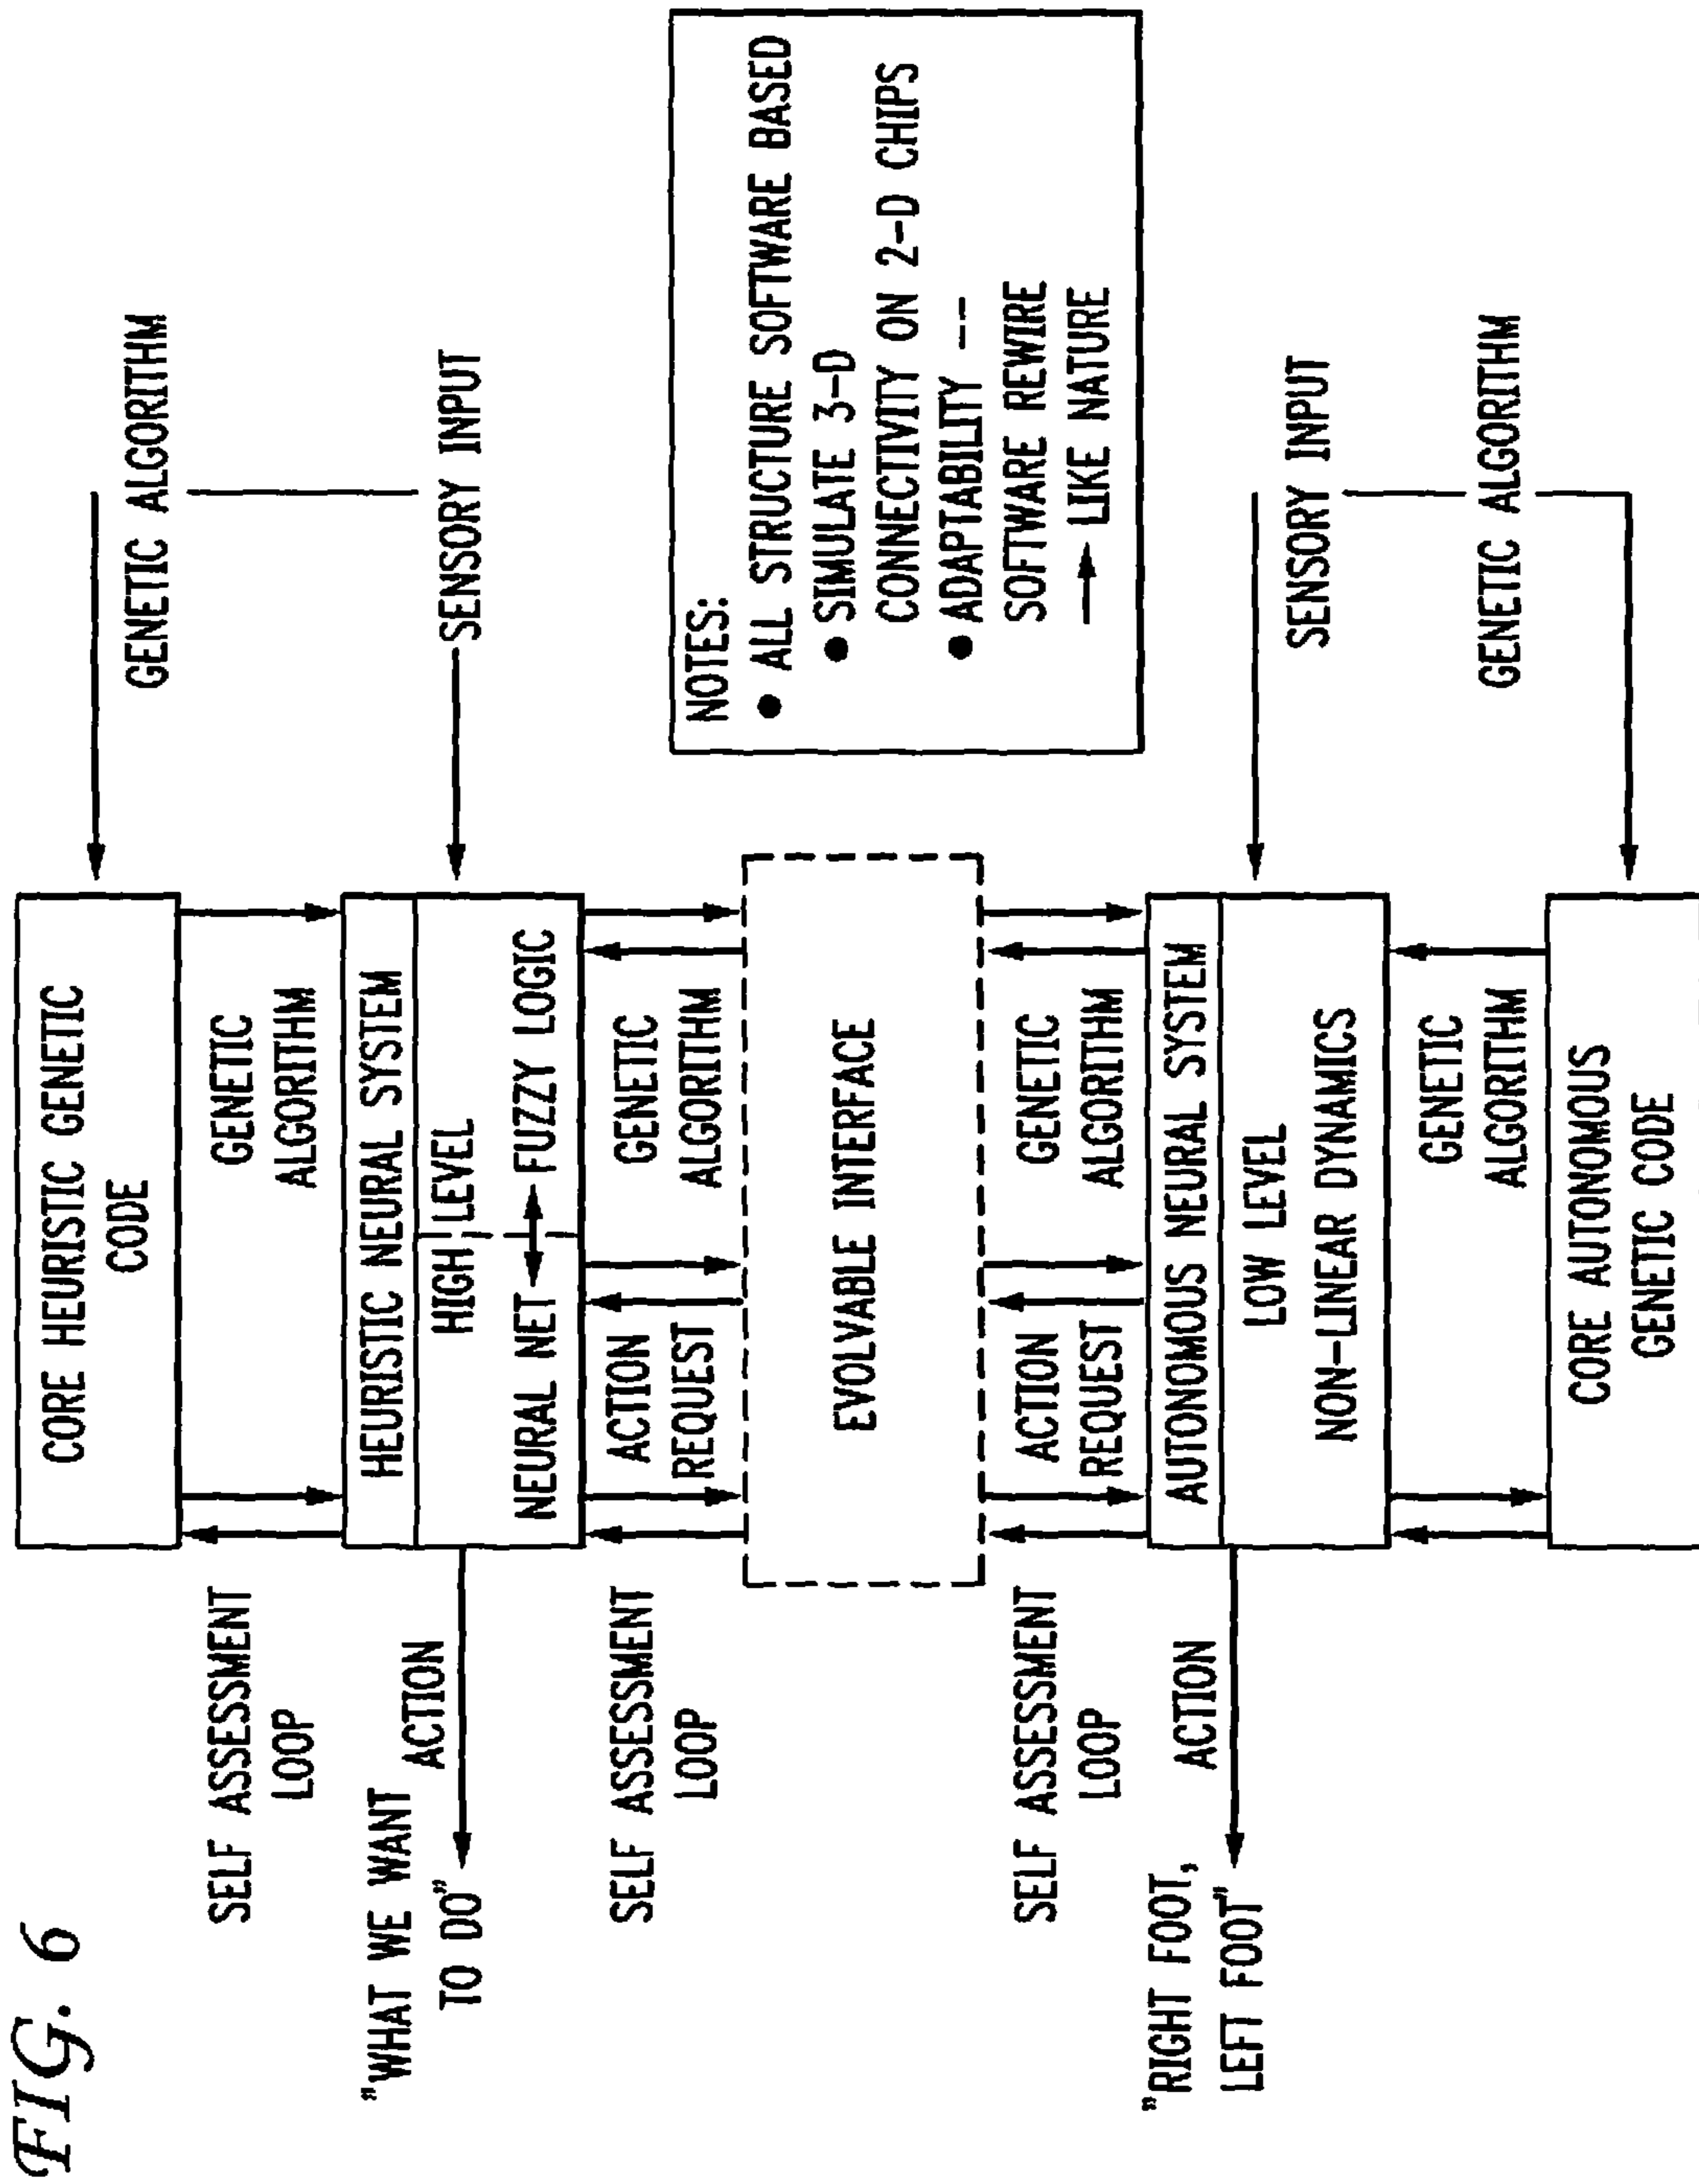 FIG. 6
CORE HEURISTIC GENETIC
CODE
GENETIC ALGORITHM
SELF ASSESSMENT
LOOP
GENETIC
ALGORITHM
"WHAT WE WANT
TO DO"
ACTION
HEURISTIC NEURAL SYSTEM
HIGH LEVEL
NEURAL NET FUZZY LOGIC
SENSORY INPUT
SELF ASSESSMENT
LOOP
ACTION
REQUEST
GENETIC
ALGORITHM
EVOLVABLE INTERFACE
NOTES:
• ALL STRUCTURE SOFTWARE BASED
• SIMULATE 3-D
CONNECTIVITY ON 2-D CHIPS
• ADAPTABILITY --
SOFTWARE REWIRE
→ LIKE NATURE
SELF ASSESSMENT
LOOP
ACTION
REQUEST
GENETIC
ALGORITHM
"RIGHT FOOT,
LEFT FOOT"
ACTION
AUTONOMOUS NEURAL SYSTEM
LOW LEVEL
NON-LINEAR DYNAMICS
SENSORY INPUT
GENETIC
ALGORITHM
GENETIC ALGORITHM
CORE AUTONOMOUS
GENETIC CODE